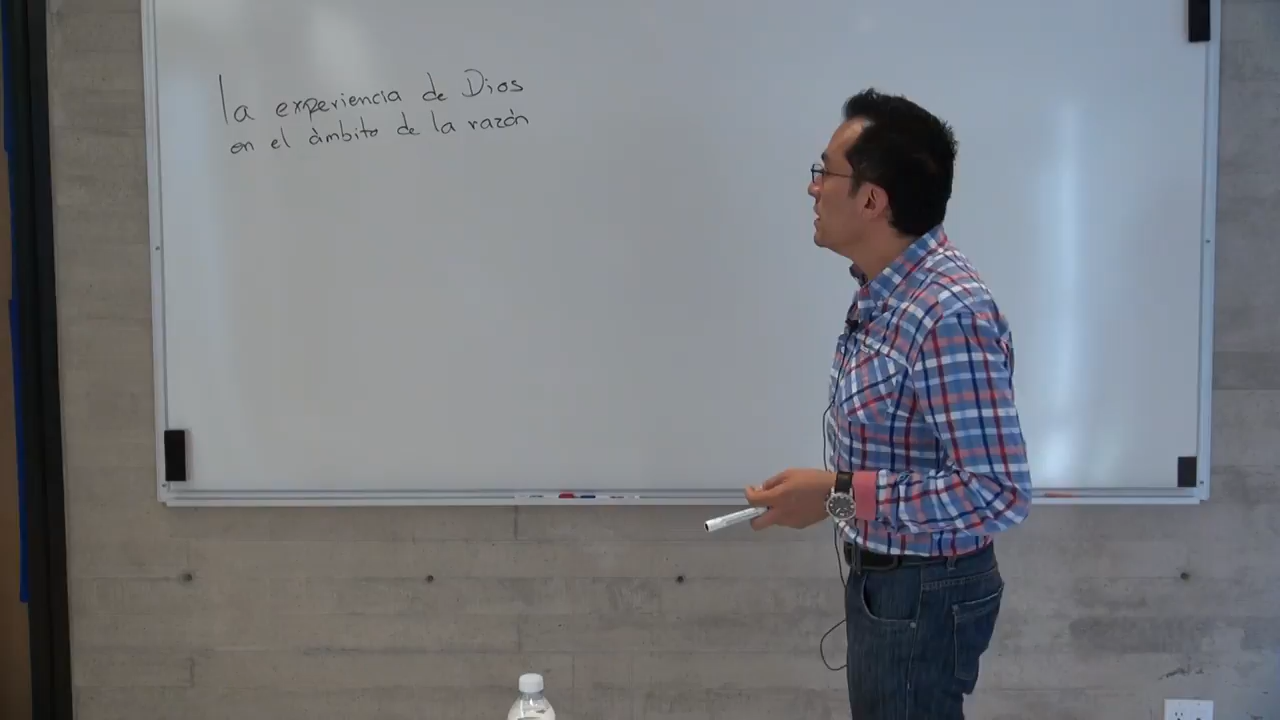 la experiencia de Dios
en el ámbito de la razón